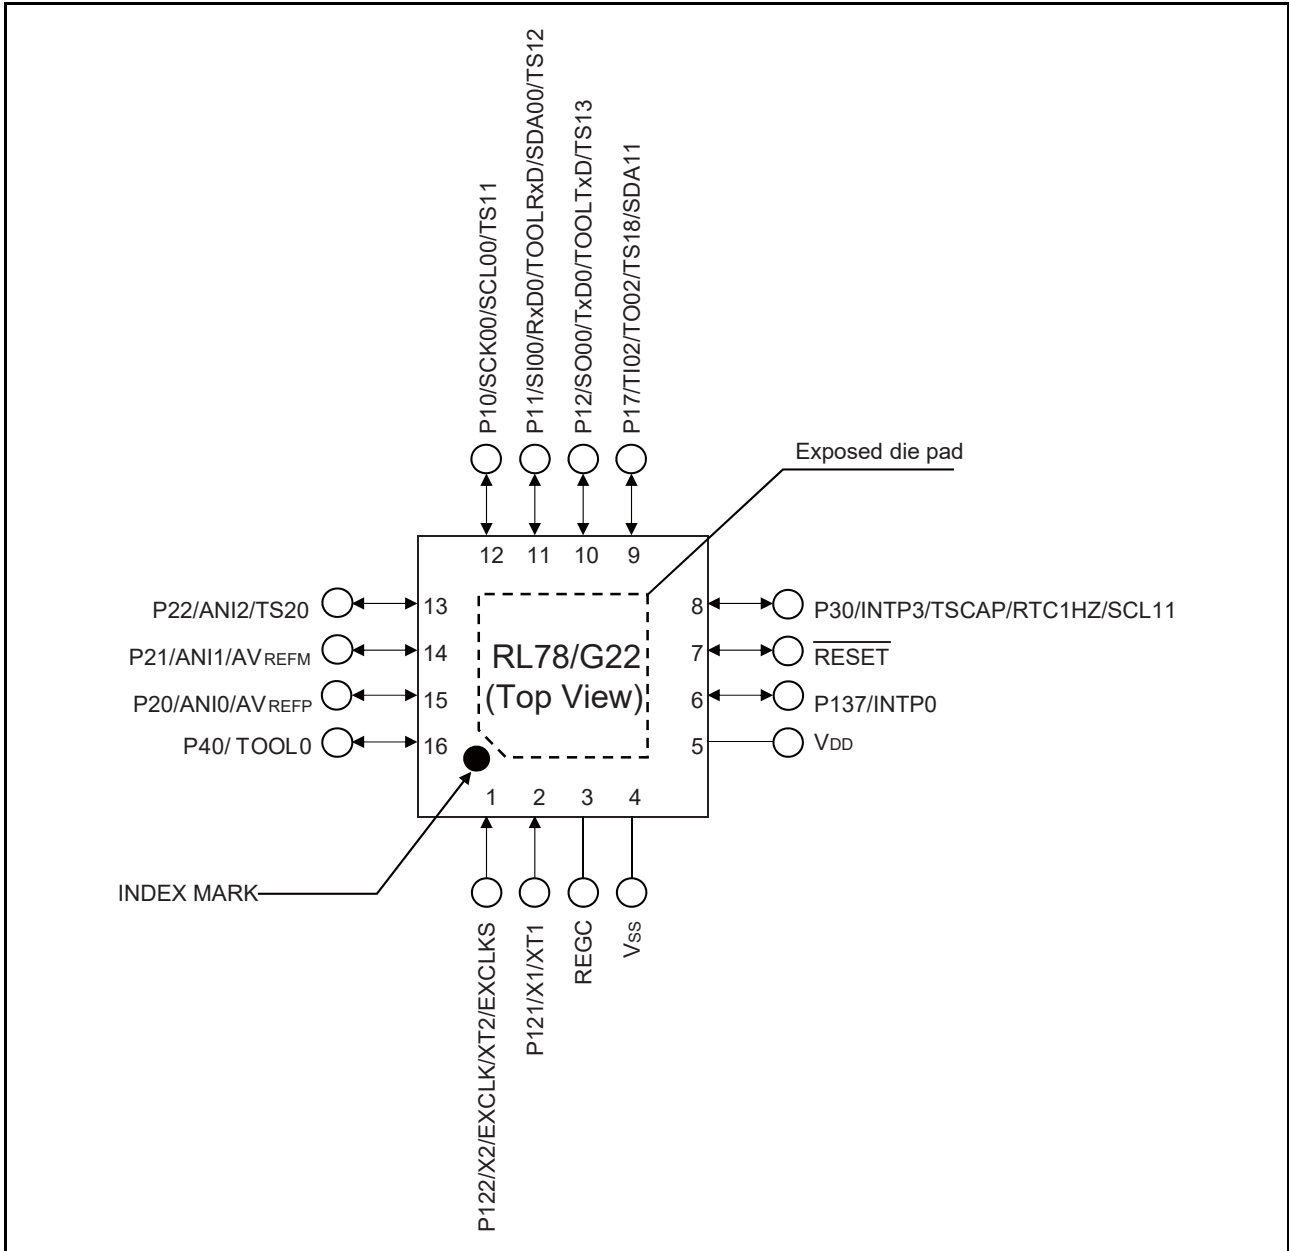 P10/SCK00/SCL00/TS11
P11/SI00/RxD0/TOOLRxD/SDA00/TS12
P12/SO00/TxD0/TOOLTxD/TS13
P17/TI02/TO02/TS18/SDA11
Exposed die pad
12 11 10 9
P22/ANI2/TS20 13
P21/ANI1/AVREFM 14
P20/ANI0/AVREFP 15
P40/ TOOL0 16
RL78/G22
(Top View)
8 P30/INTP3/TSCAP/RTC1HZ/SCL11
7 RESET
6 P137/INTP0
5 VDD
1 2 3 4
INDEX MARK
P122/X2/EXCLK/XT2/EXCLKS
P121/X1/XT1
REGC
VSS